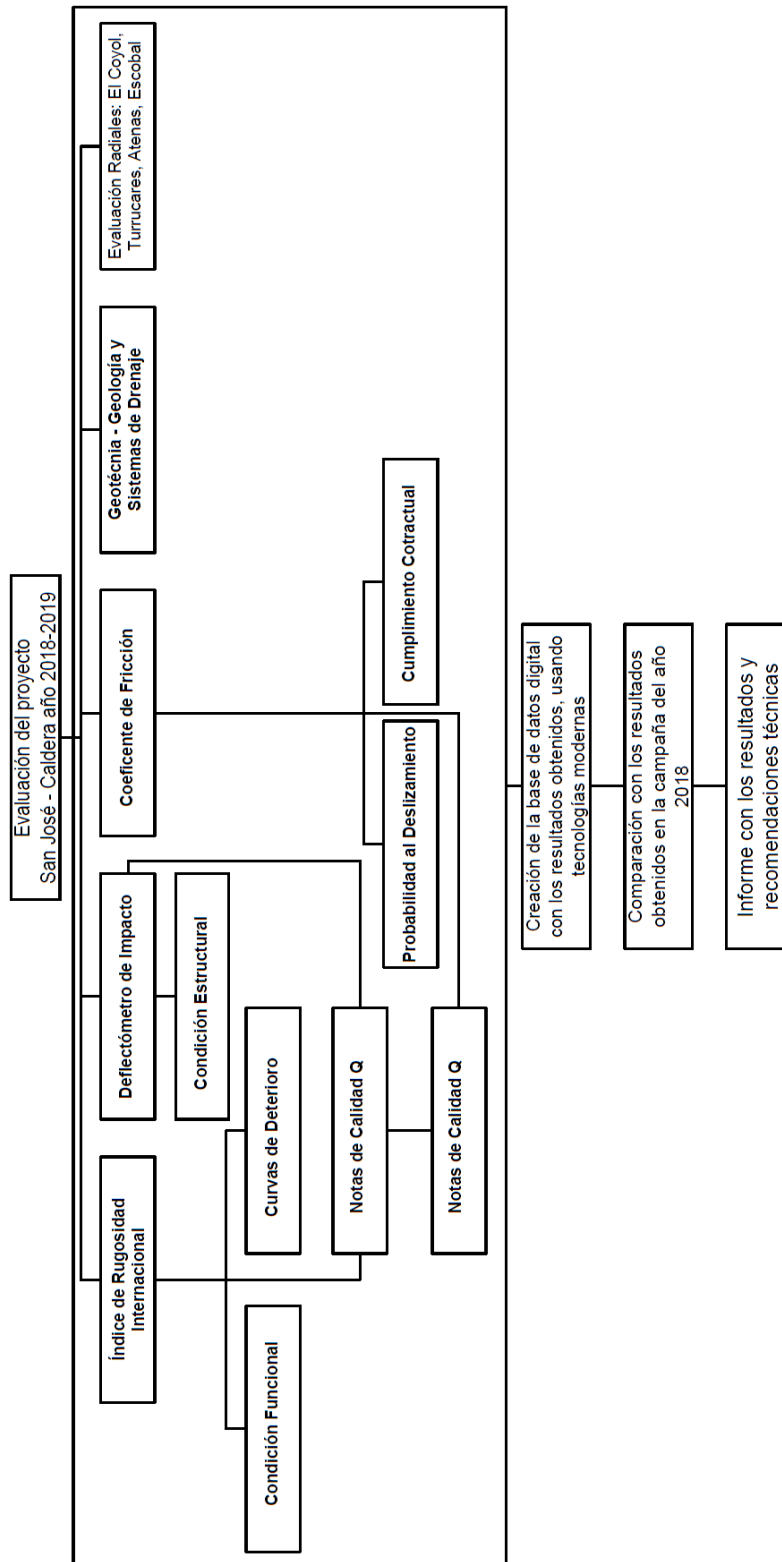 Evaluación del proyecto
San José - Caldera año 2018-2019
Índice de Rugosidad
Internacional
Deflectómetro de Impacto
Coeficente de Fricción
Geotécnia - Geología y
Sistemas de Drenaje
Evaluación Radiales: El Coyol,
Turrucares, Atenas, Escobal
Condición Estructural
Condición Funcional
Curvas de Deterioro
Notas de Calidad Q
Probabilidad al Deslizamiento
Cumplimiento Cotractual
Notas de Calidad Q
Creación de la base de datos digital
con los resultados obtenidos, usando
tecnologías modernas
Comparación con los resultados
obtenidos en la campaña del año
2018
Informe con los resultados y
recomendaciones técnicas